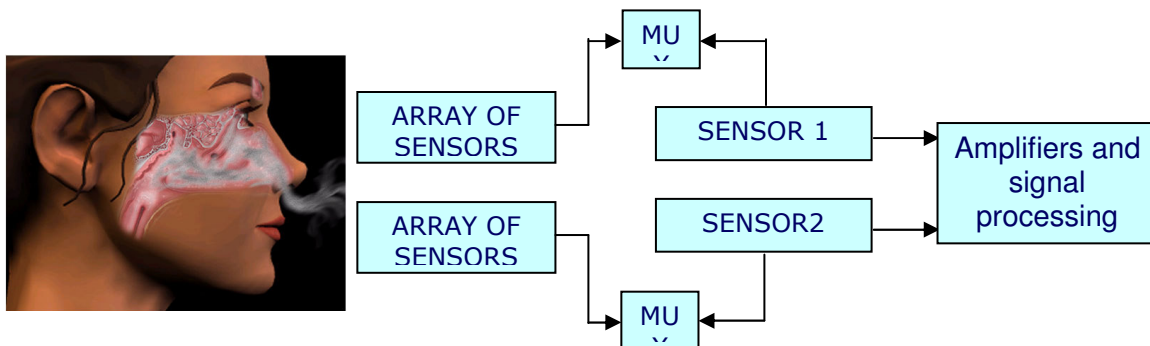 MU
ARRAY OF
SENSORS
SENSOR 1
Amplifiers and
signal
processing
ARRAY OF
SENSORS
SENSOR2
MU